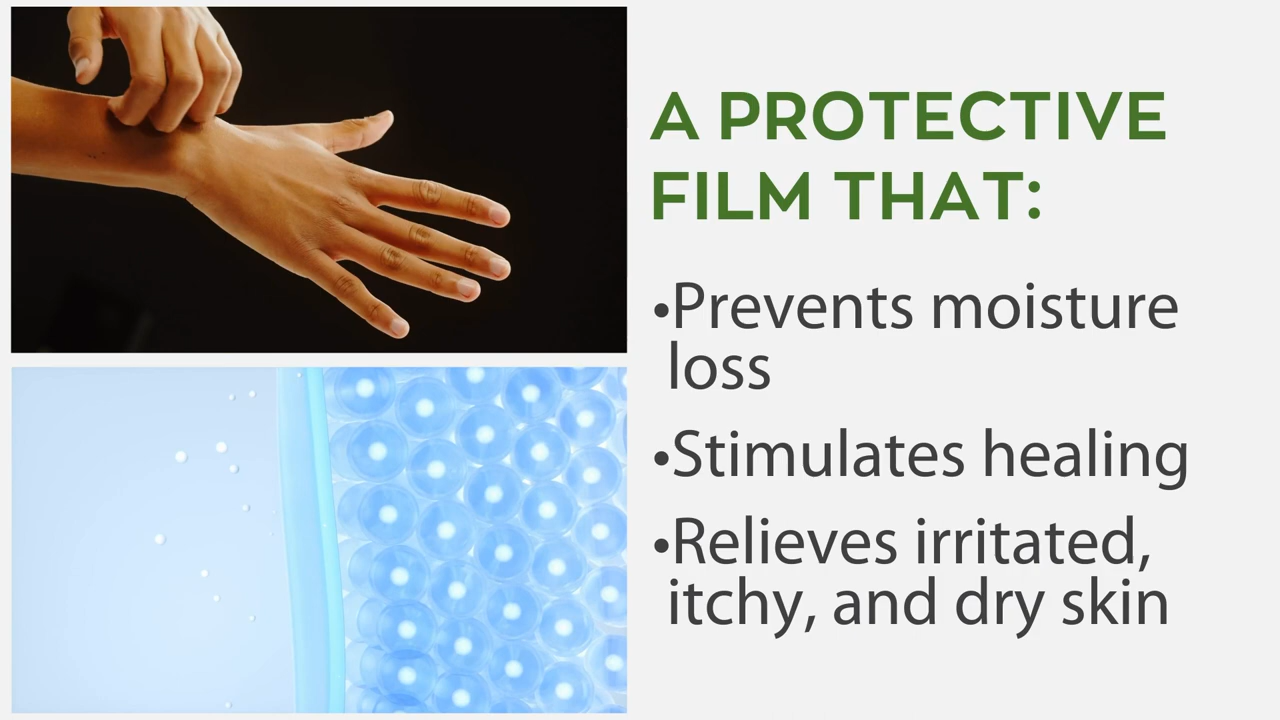 A PROTECTIVE
FILM THAT:
•Prevents moisture
loss
•Stimulates healing
•Relieves irritated,
itchy, and dry skin